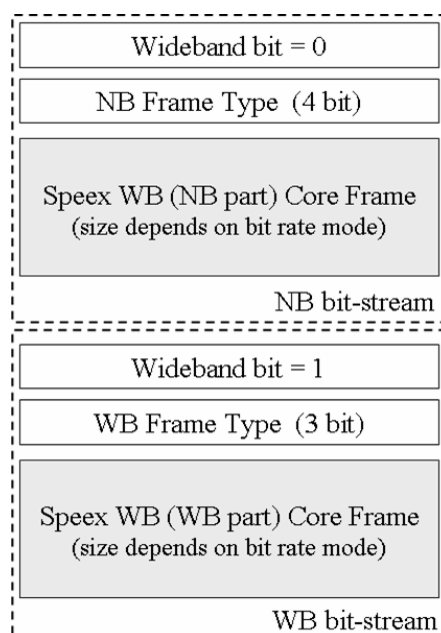 Wideband bit = 0
NB Frame Type (4 bit)
Speex WB (NB part) Core Frame
(size depends on bit rate mode)
NB bit-stream
Wideband bit = 1
WB Frame Type (3 bit)
Speex WB (WB part) Core Frame
(size depends on bit rate mode)
WB bit-stream